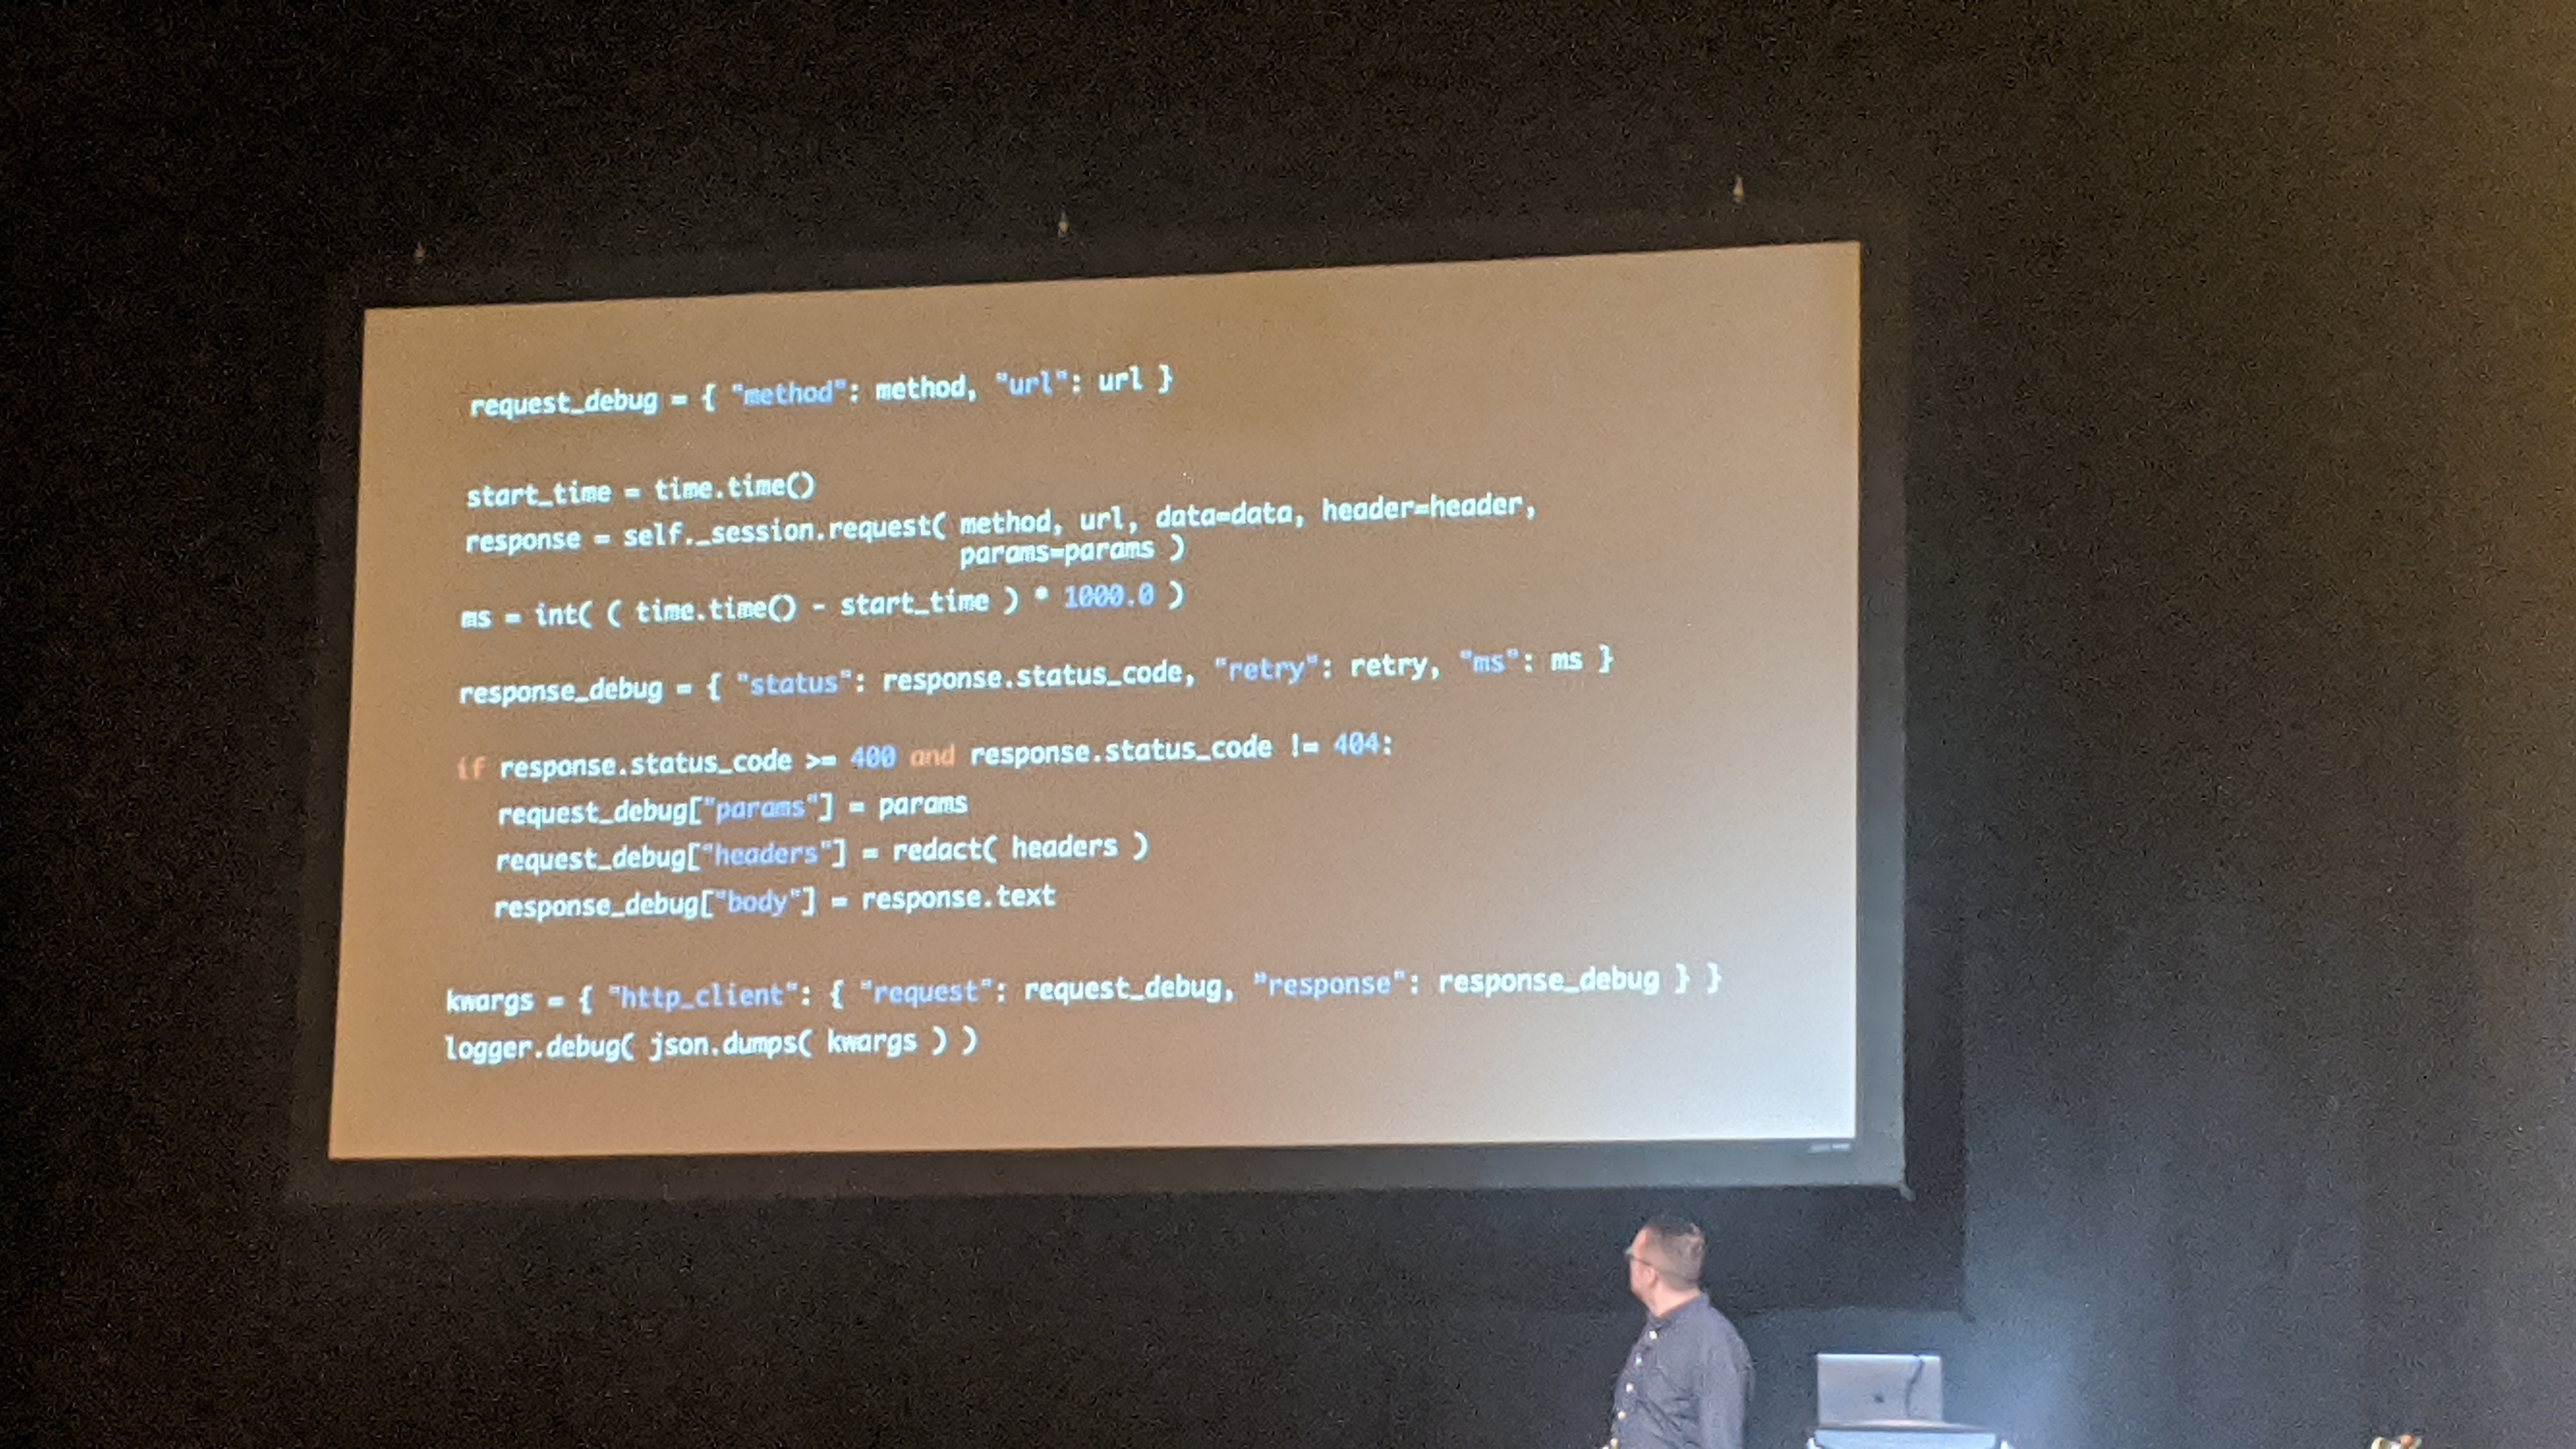 request_debug = { "method": method, "url": url }
start_time = time.time()
response = self._session.request( method, url, data=data, header=header,
params=params )
ms = int( ( time.time() - start_time ) * 1000.0 )
response_debug = { "status": response.status_code, "retry": retry, "ms": ms }
if response.status_code >= 400 and response.status_code != 404:
request_debug["params"] = params
request_debug["headers"] = redact( headers )
response_debug["body"] = response.text
kwargs = { "http_client": { "request": request_debug, "response": response_debug } }
logger.debug( json.dumps( kwargs ) )